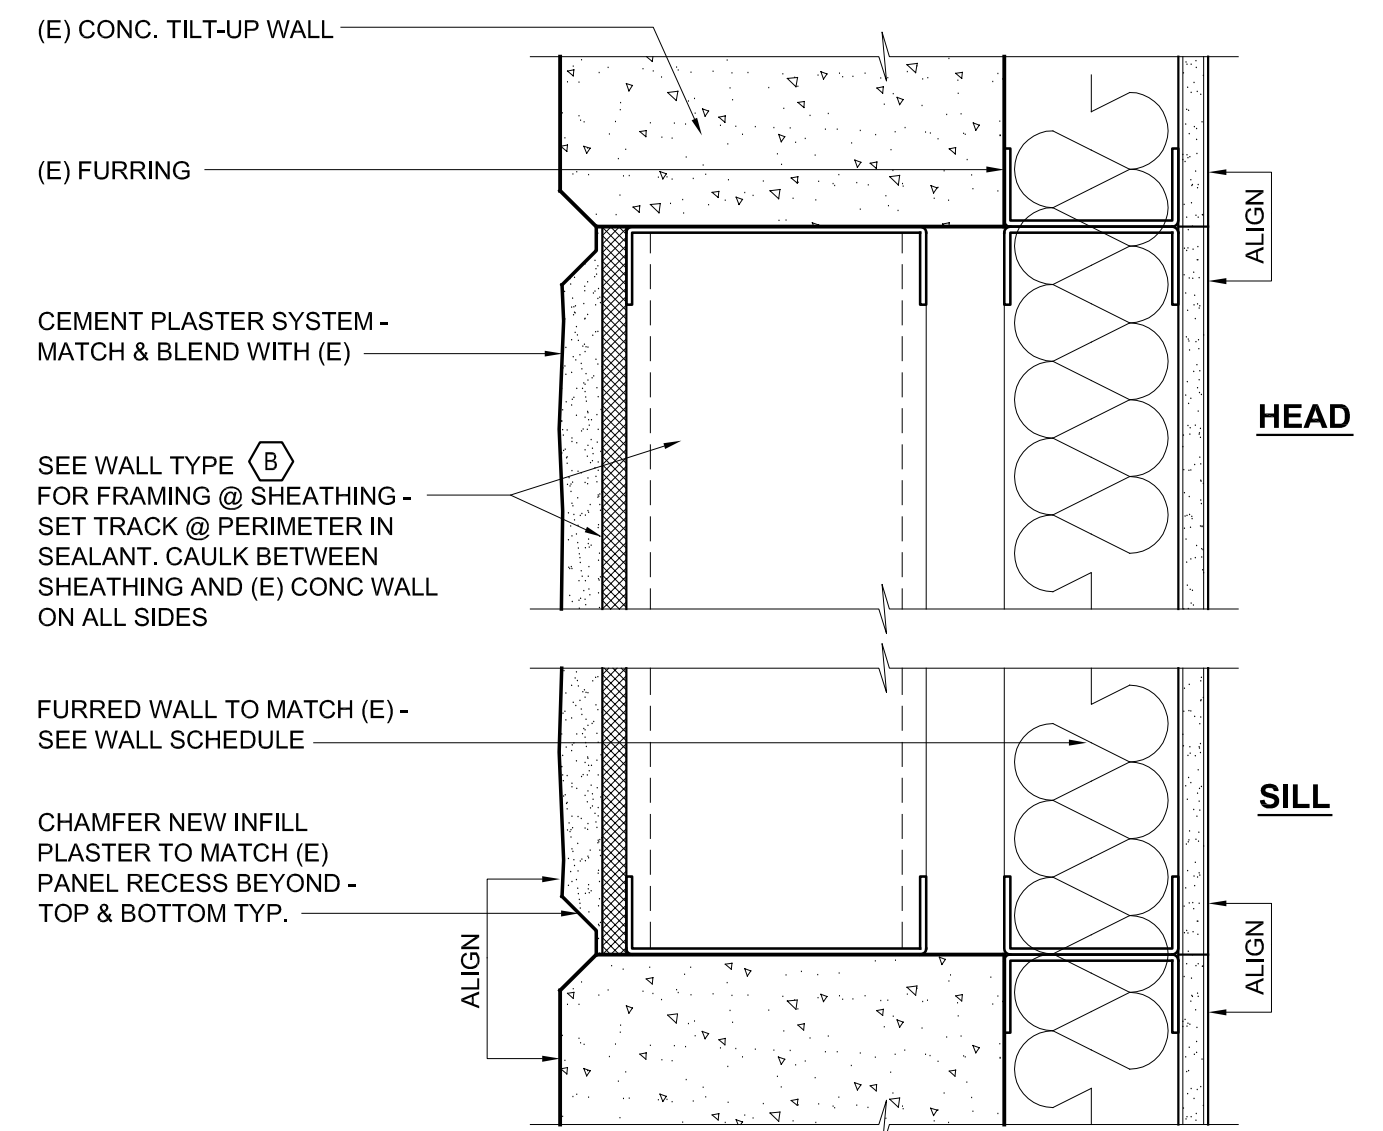 (E) CONC. TILT-UP WALL
(E) FURRING
ALIGN
CEMENT PLASTER SYSTEM -
MATCH & BLEND WITH (E)
HEAD
SEE WALL TYPE B
FOR FRAMING @ SHEATHING -
SET TRACK @ PERIMETER IN
SEALANT. CAULK BETWEEN
SHEATHING AND (E) CONC WALL
ON ALL SIDES
FURRED WALL TO MATCH (E) -
SEE WALL SCHEDULE
SILL
CHAMFER NEW INFILL
PLASTER TO MATCH (E)
PANEL RECESS BEYOND -
TOP & BOTTOM TYP.
ALIGN
ALIGN